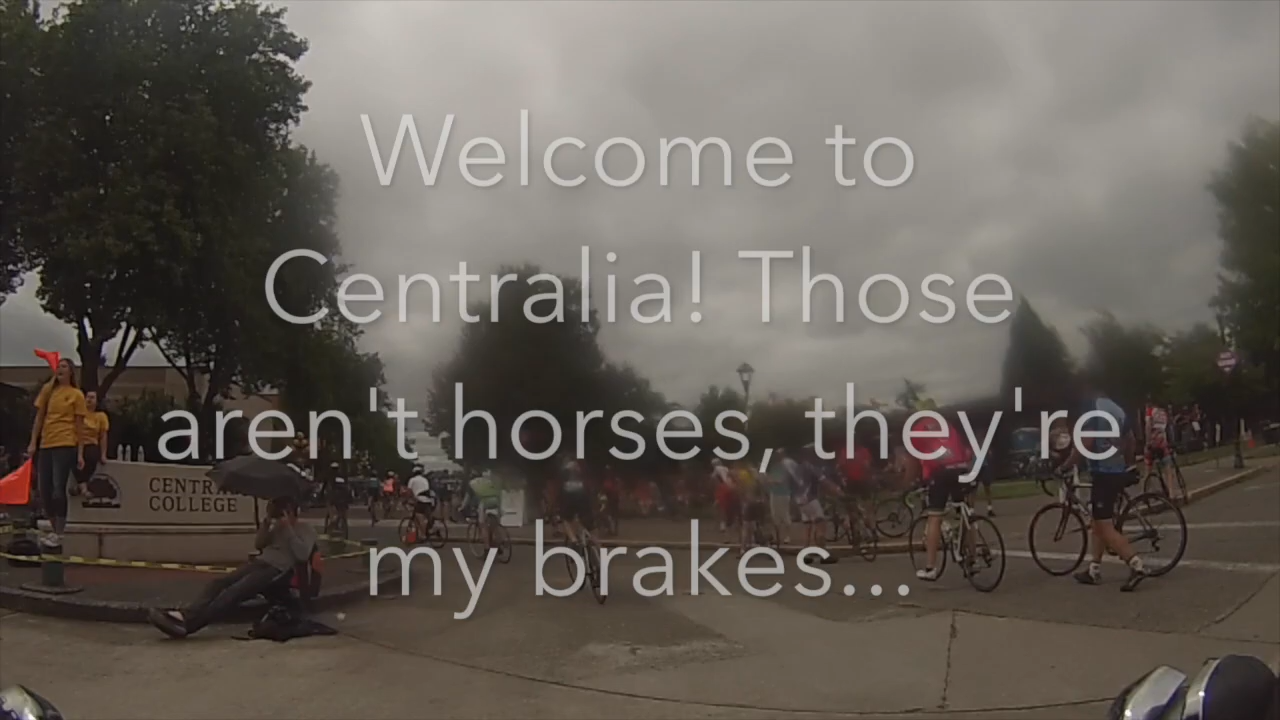 Welcome to
Centralia! Those
aren't horses, they're
my brakes...
CENTRA
COLLEGE